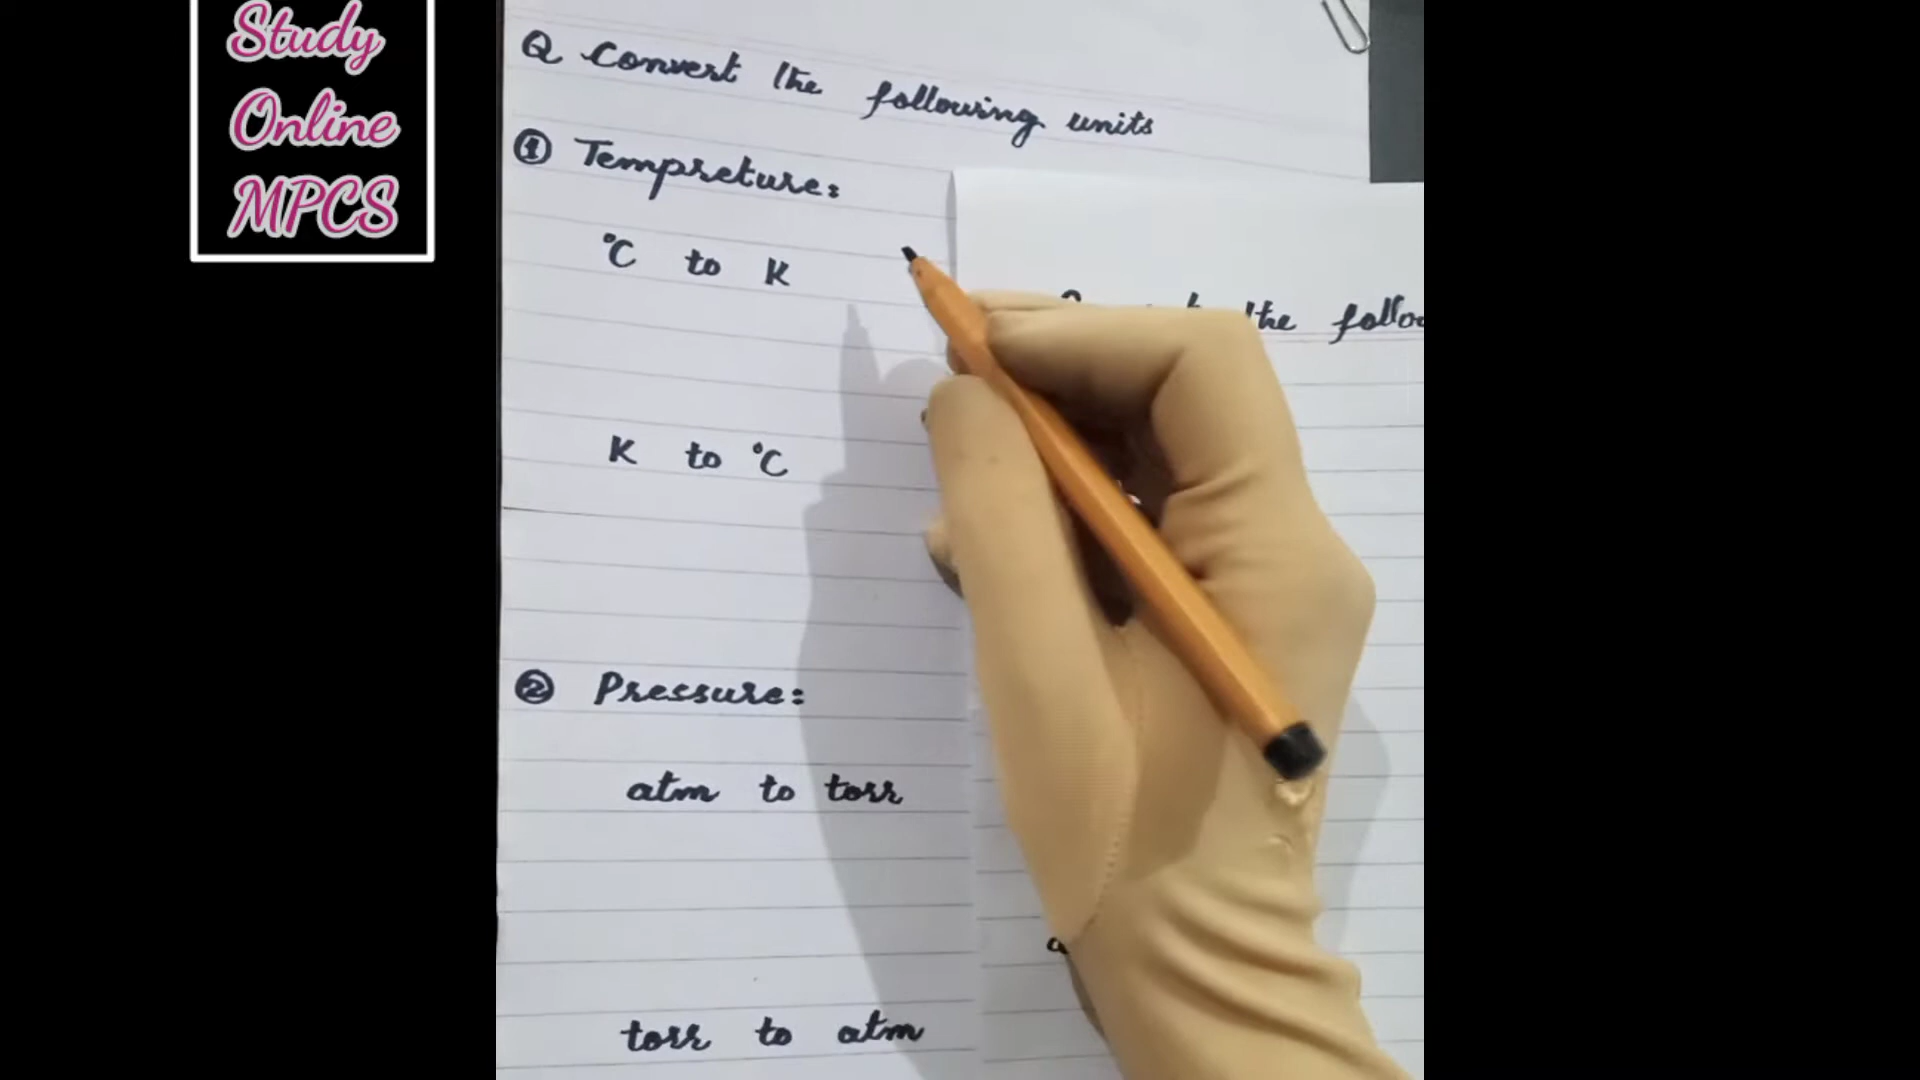 Study
Online
MPCS
Q Convert the following units
① Tempreture:
°C to K
K to °C
② Pressure:
atm to torr
torr to atm
the